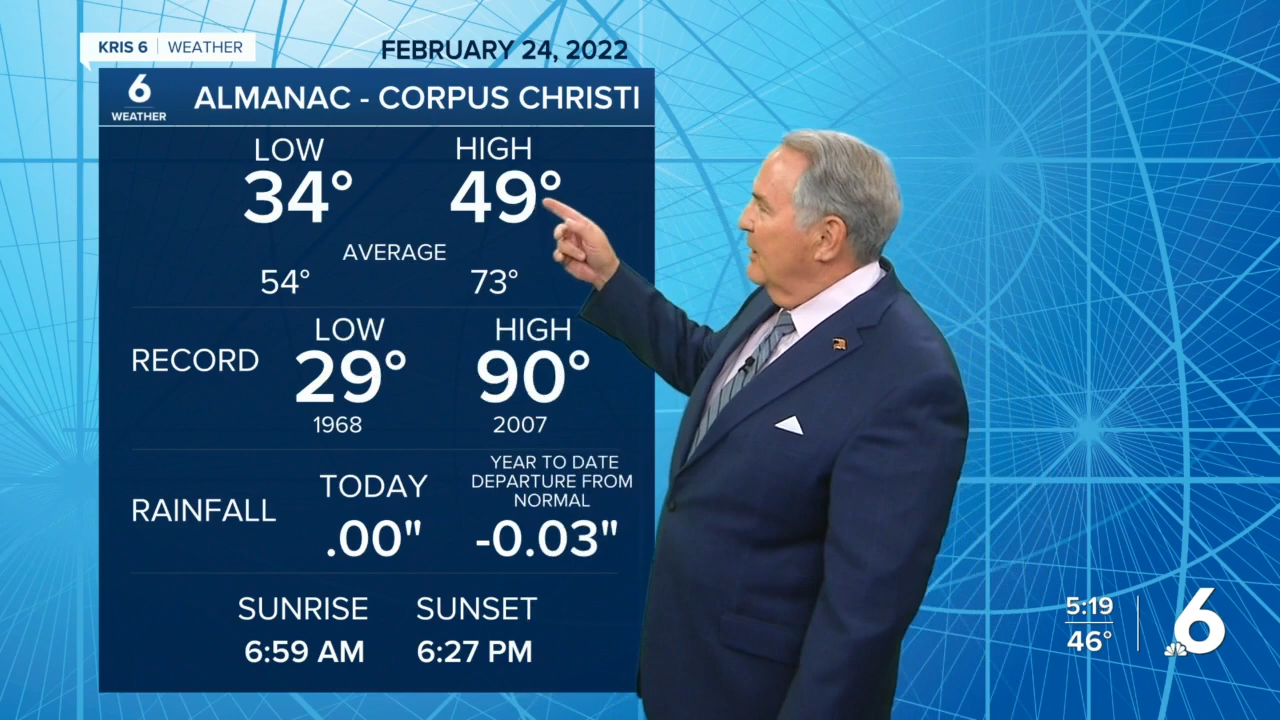 KRIS 6 | WEATHER
FEBRUARY 24, 2022
6
WEATHER
ALMANAC - CORPUS CHRISTI
LOW HIGH
34° 49°
AVERAGE
54° 73°
LOW HIGH
RECORD
29° 90°
1968 2007
YEAR TO DATE
DEPARTURE FROM
NORMAL
TODAY
RAINFALL
.00" -0.03"
SUNRISE SUNSET
6:59 AM 6:27 PM
5:19
46°
6